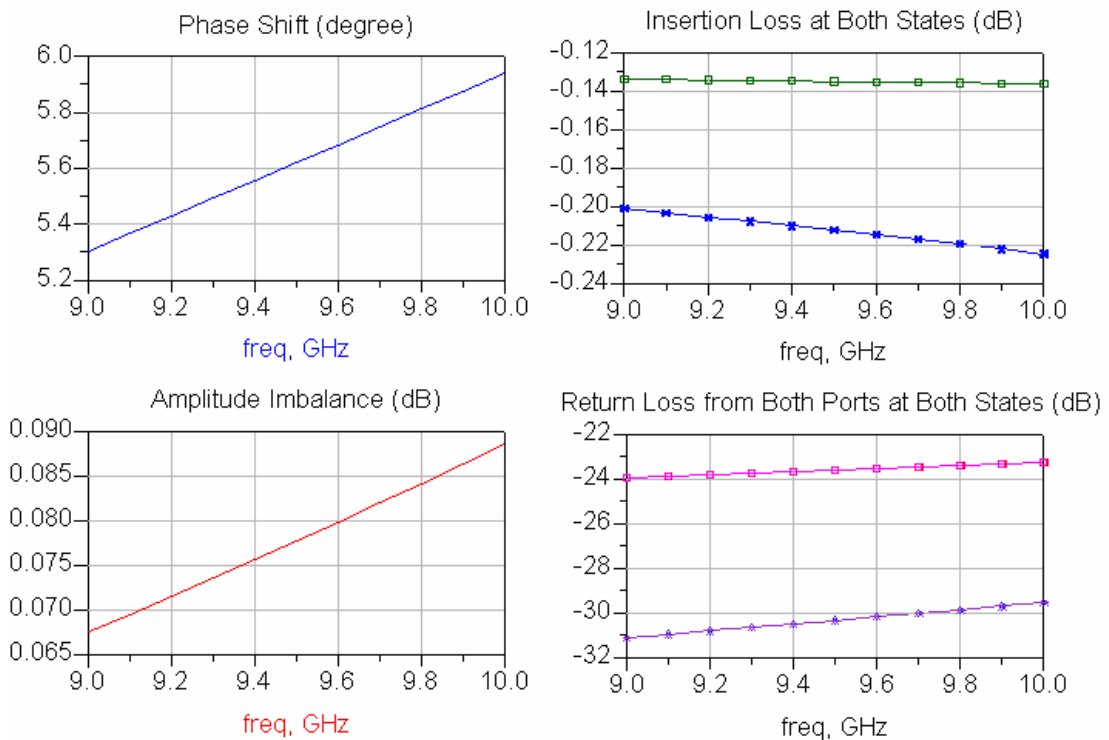 Phase Shift (degree)
6.0
5.8
5.6
5.4
5.2
9.0 9.2 9.4 9.6 9.8 10.0
freq, GHz
Insertion Loss at Both States (dB)
-0.12
-0.14
-0.16
-0.18
-0.20
-0.22
-0.24
9.0 9.2 9.4 9.6 9.8 10.0
freq, GHz
Amplitude Imbalance (dB)
0.090
0.085
0.080
0.075
0.070
0.065
9.0 9.2 9.4 9.6 9.8 10.0
freq, GHz
Return Loss from Both Ports at Both States (dB)
-22
-24
-26
-28
-30
-32
9.0 9.2 9.4 9.6 9.8 10.0
freq, GHz